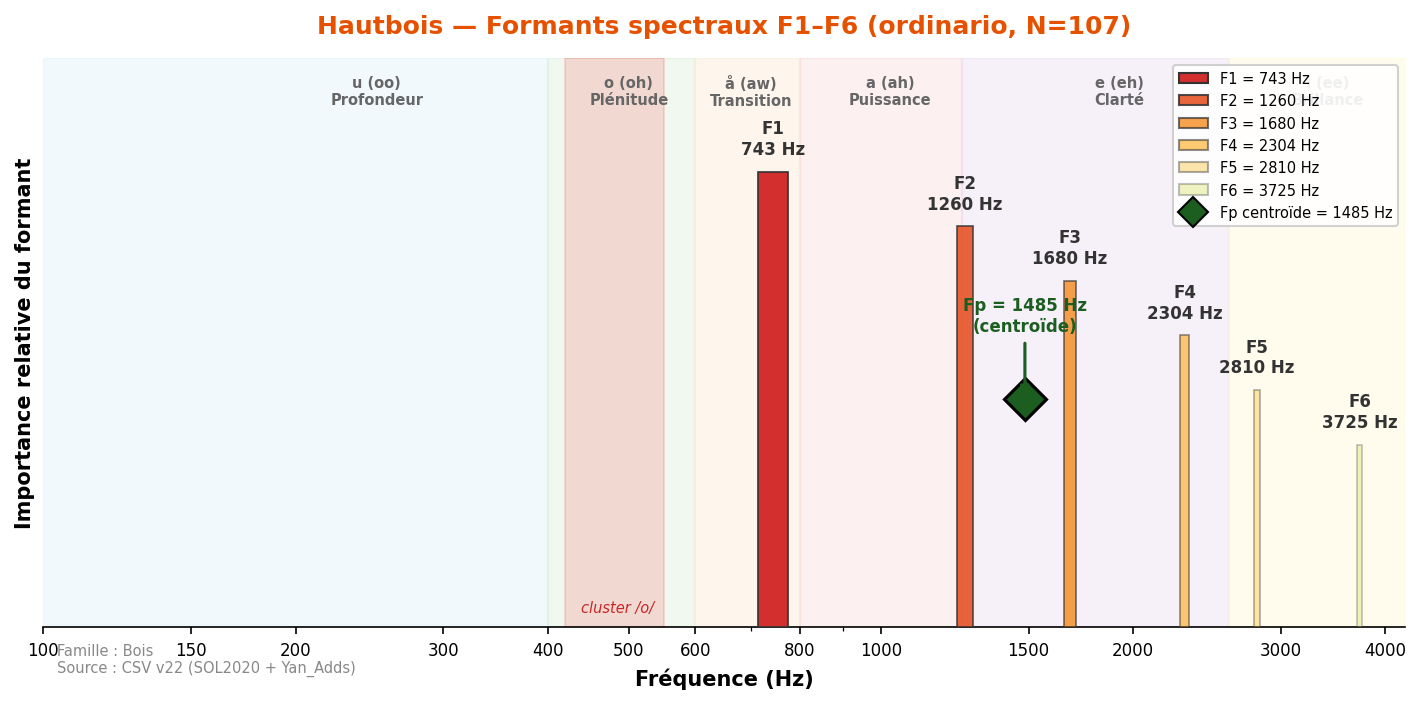 Hautbois — Formants spectraux F1–F6 (ordinario, N=107)
Importance relative du formant
u (oo)
Profondeur
o (oh)
Plénitude
å (aw)
Transition
a (ah)
Puissance
e (eh)
Clarté
(ee)
F1 = 743 Hz
F2 = 1260 Hz
F3 = 1680 Hz
F4 = 2304 Hz
F5 = 2810 Hz
F6 = 3725 Hz
Fp centroïde = 1485 Hz
F1
743 Hz
F2
1260 Hz
F3
1680 Hz
Fp = 1485 Hz
(centroïde)
F4
2304 Hz
F5
2810 Hz
F6
3725 Hz
cluster /o/
100 150 200 300 400 500 600 800 1000 1500 2000 3000 4000
Famille : Bois
Source : CSV v22 (SOL2020 + Yan_Adds)
Fréquence (Hz)